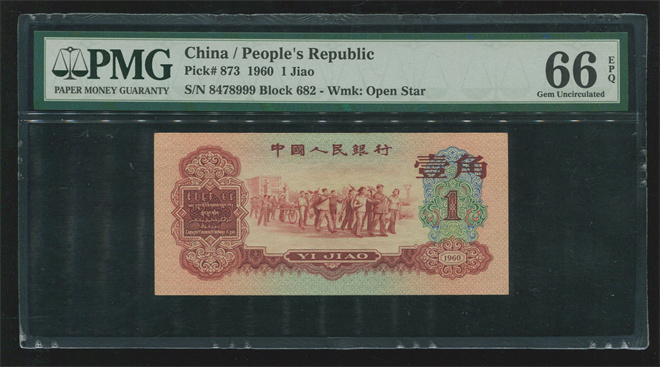 PMG
PAPER MONEY GUARANTY
China / People's Republic
Pick# 873 1960 1 Jiao
S/N 8478999 Block 682 - Wmk: Open Star
66 EPQ
Gem Uncirculated
中國人民銀行
壹角
1
YI JIAO
1960